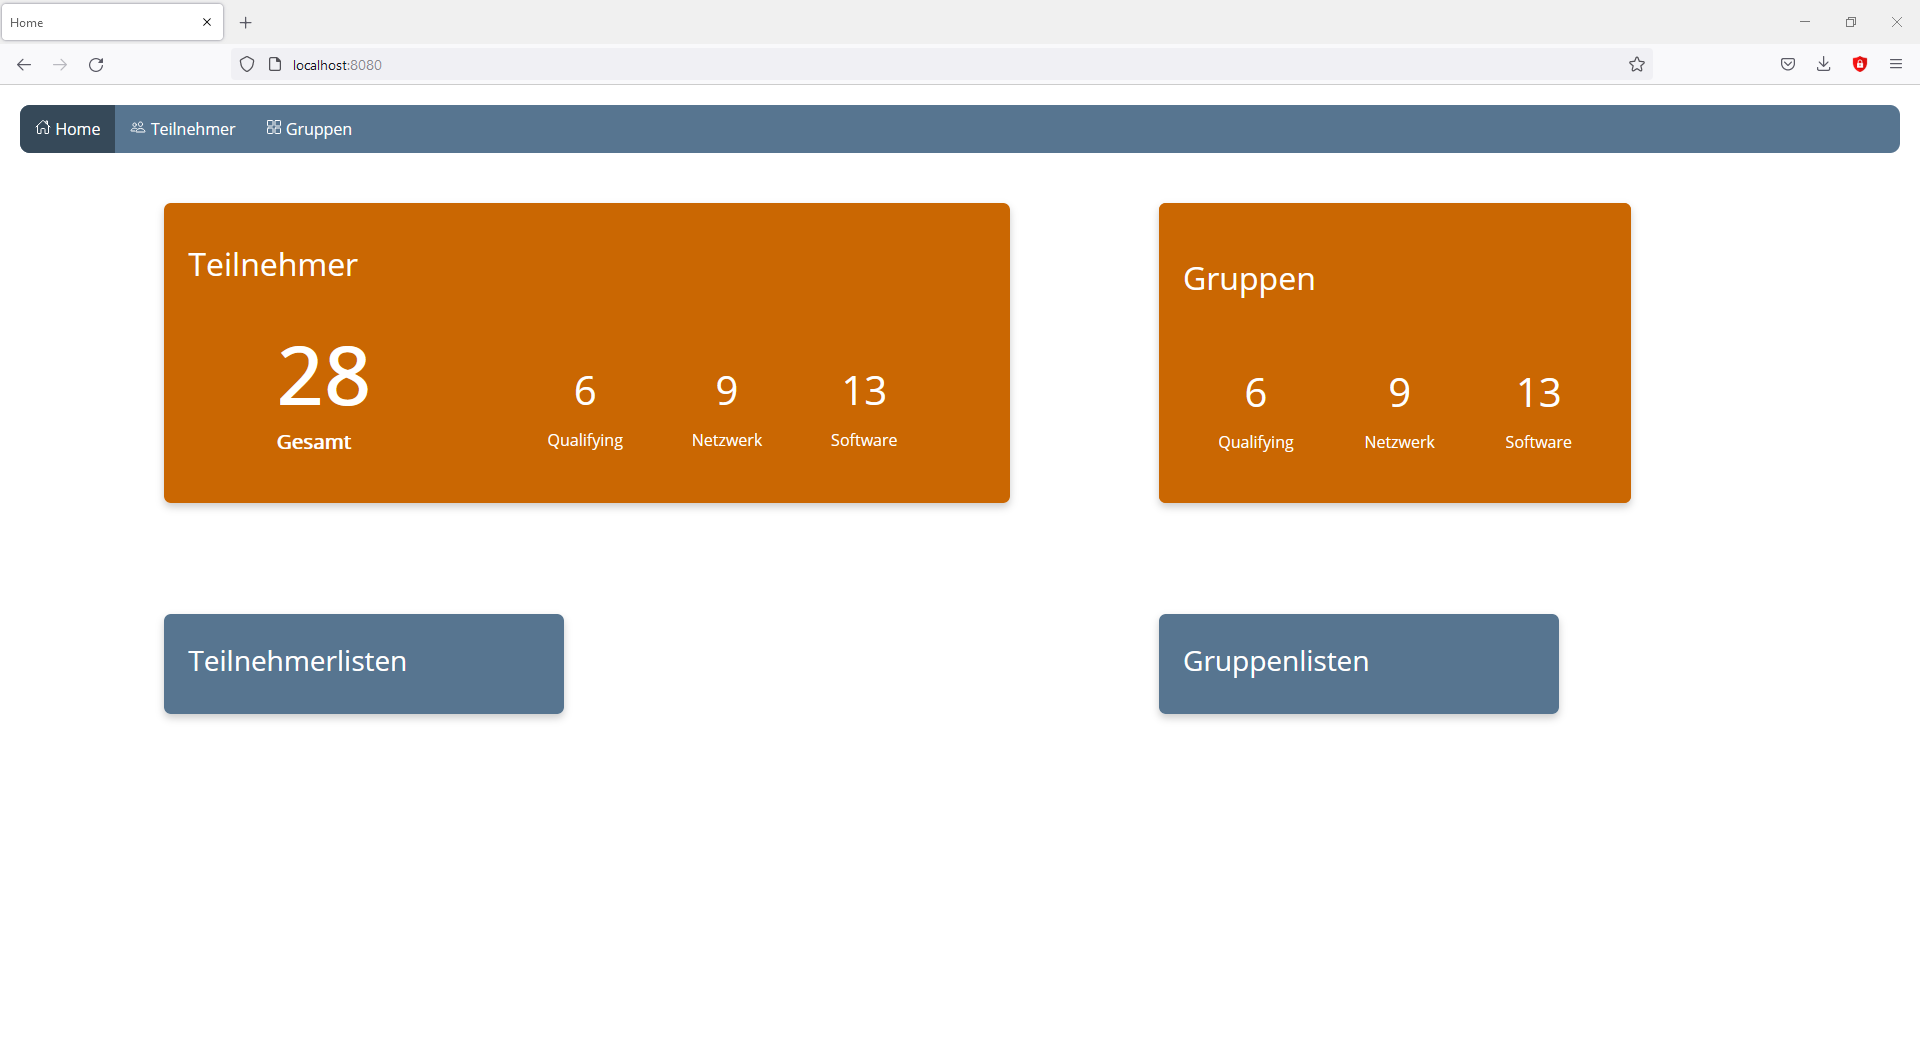 Home
localhost:8080
Home Teilnehmer Gruppen
Teilnehmer
28
Gesamt
6
Qualifying
9
Netzwerk
13
Software
Gruppen
6
Qualifying
9
Netzwerk
13
Software
Teilnehmerlisten
Gruppenlisten